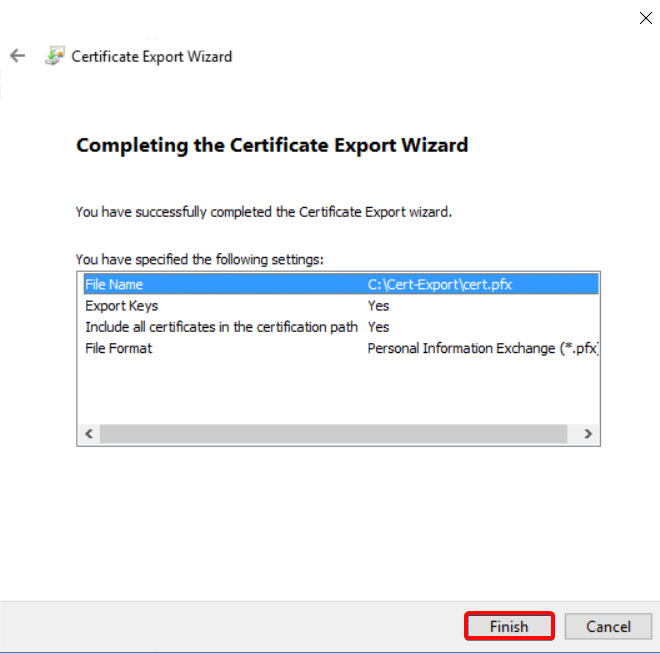 Certificate Export Wizard
Completing the Certificate Export Wizard
You have successfully completed the Certificate Export wizard.
You have specified the following settings:
File Name C:\Cert-Export\cert.pfx
Export Keys Yes
Include all certificates in the certification path Yes
File Format Personal Information Exchange (*.pfx)
Finish Cancel